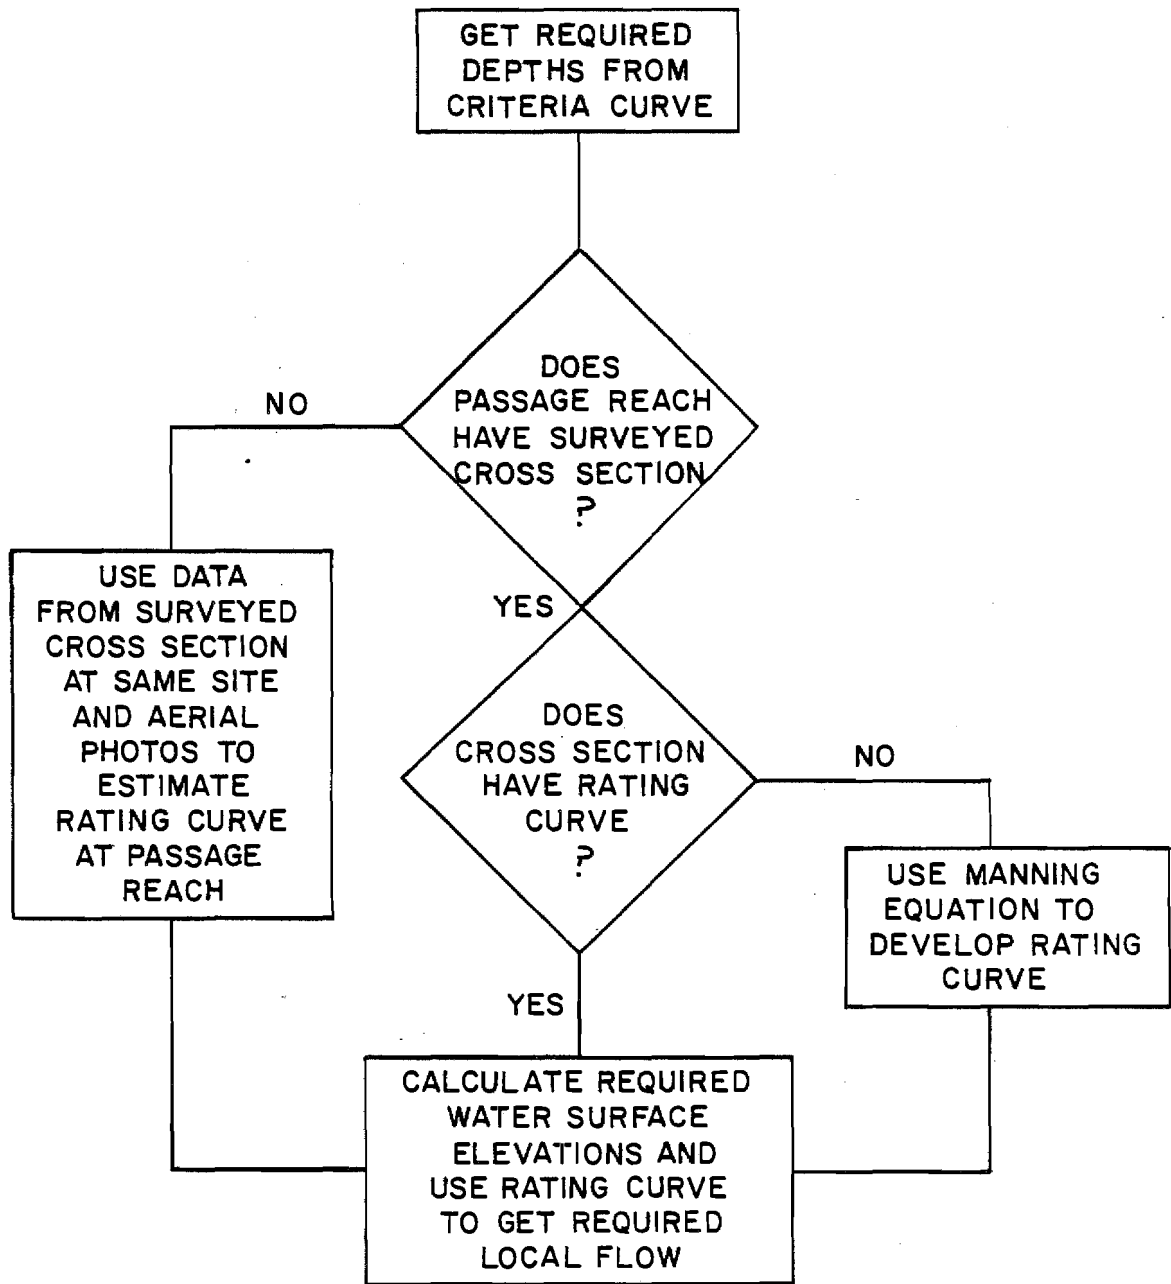 GET REQUIRED
DEPTHS FROM
CRITERIA CURVE
DOES
PASSAGE REACH
HAVE SURVEYED
CROSS SECTION
?
NO
YES
USE DATA
FROM SURVEYED
CROSS SECTION
AT SAME SITE
AND AERIAL
PHOTOS TO
ESTIMATE
RATING CURVE
AT PASSAGE
REACH
DOES
CROSS SECTION
HAVE RATING
CURVE
?
NO
YES
USE MANNING
EQUATION TO
DEVELOP RATING
CURVE
CALCULATE REQUIRED
WATER SURFACE
ELEVATIONS AND
USE RATING CURVE
TO GET REQUIRED
LOCAL FLOW